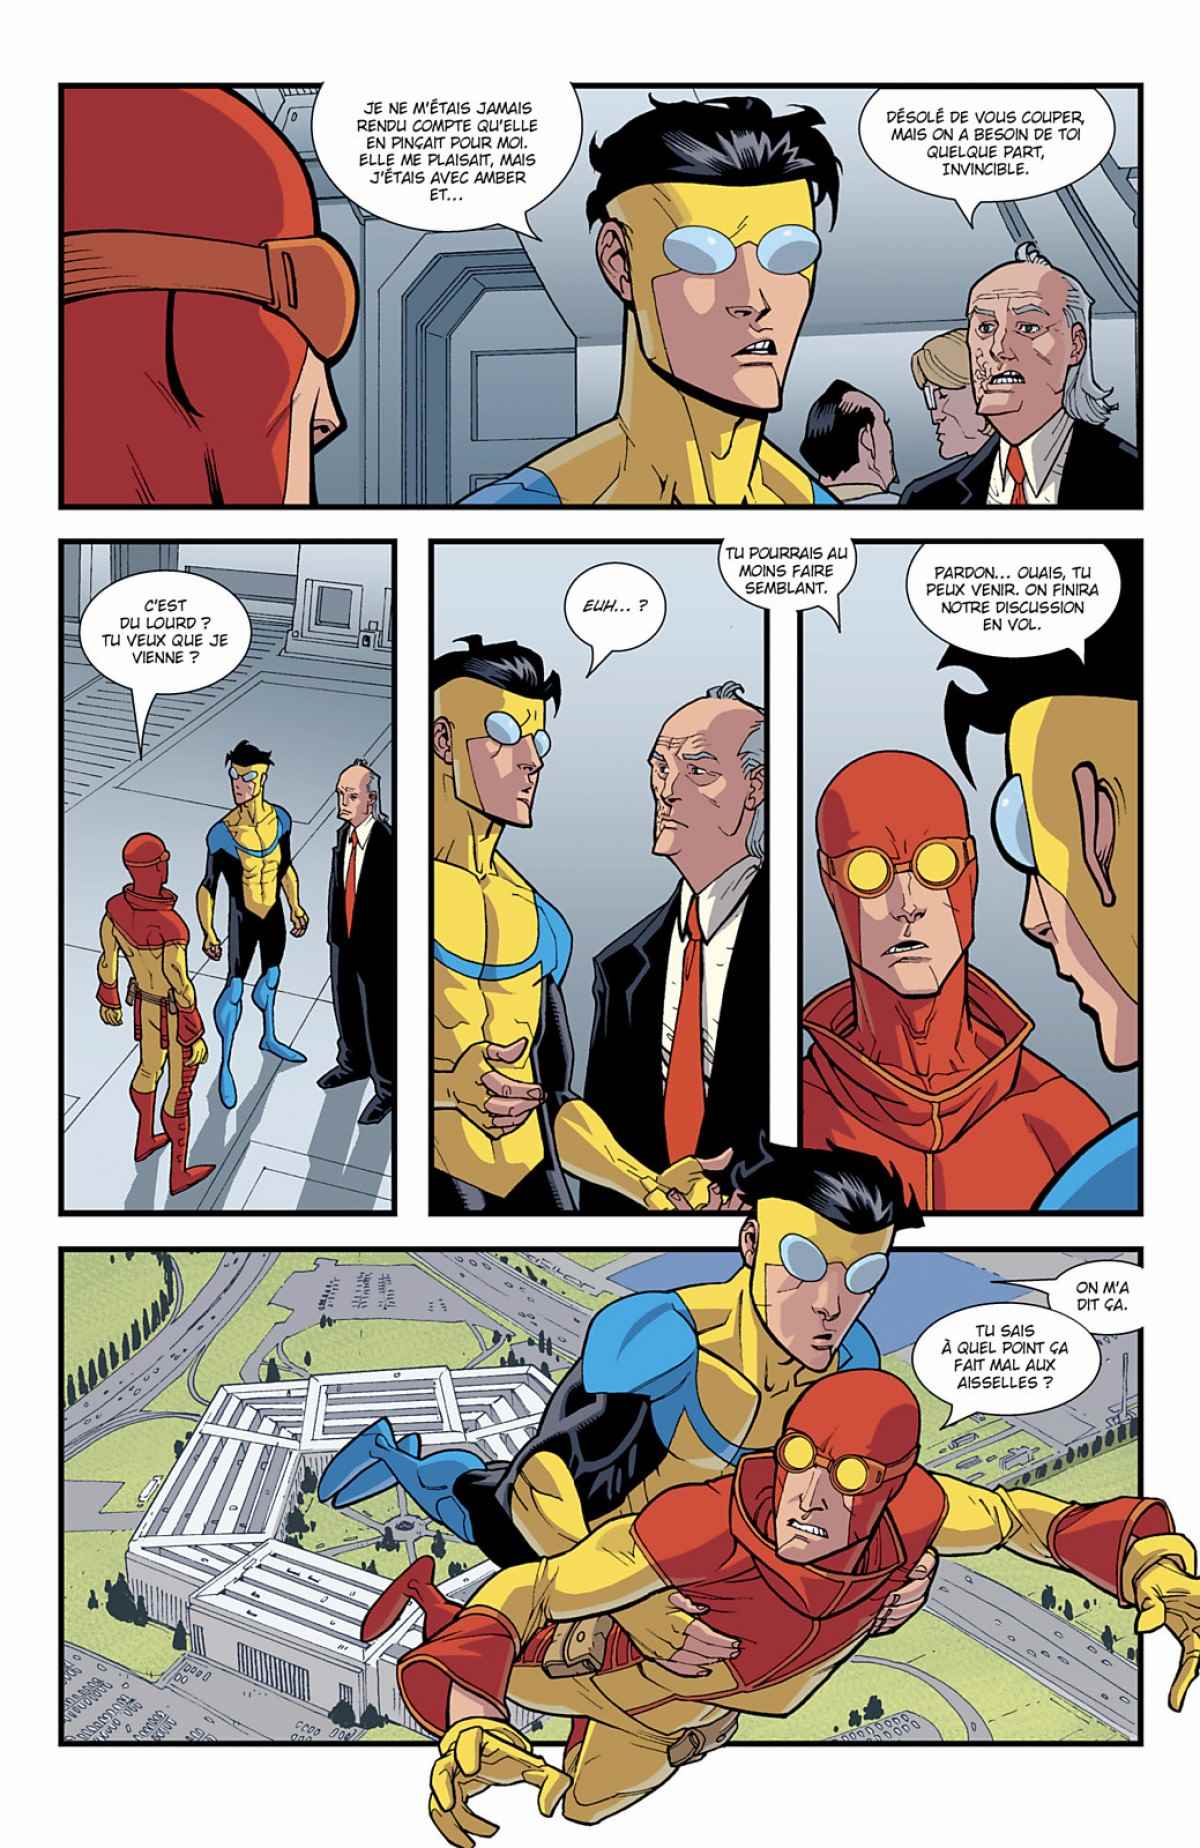 JE NE M'ÉTAIS JAMAIS
RENDU COMPTE QU'ELLE
EN PINÇAIT POUR MOI.
ELLE ME PLAISAIT, MAIS
J'ÉTAIS AVEC AMBER
ET...
DÉSOLÉ DE VOUS COUPER,
MAIS ON A BESOIN DE TOI
QUELQUE PART,
INVINCIBLE.
C'EST
DU LOURD ?
TU VEUX QUE JE
VIENNE ?
EUH... ?
TU POURRAIS AU
MOINS FAIRE
SEMBLANT.
PARDON... OUAIS, TU
PEUX VENIR. ON FINIRA
NOTRE DISCUSSION
EN VOL.
TU SAIS
À QUEL POINT ÇA
FAIT MAL AUX
AISSELLES ?
ON M'A
DIT ÇA.